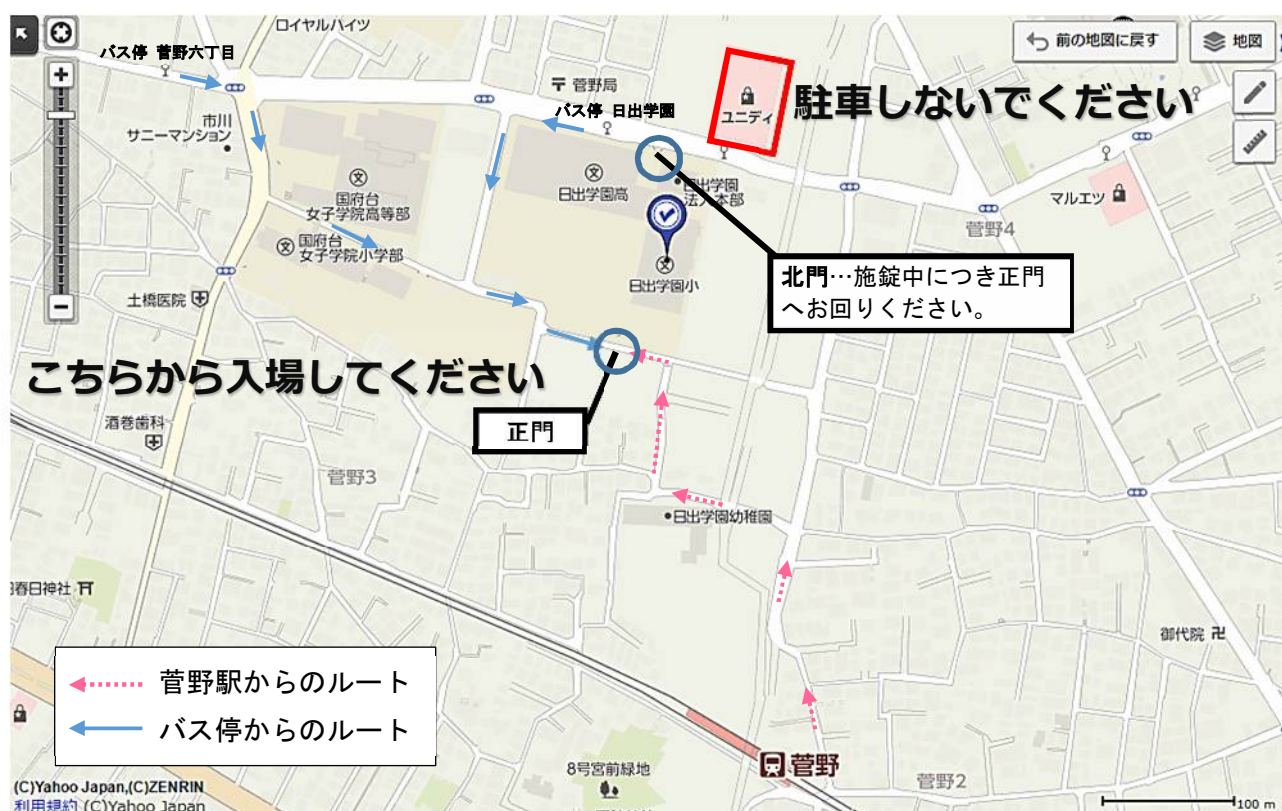 ロイヤルハイツ
前の地図に戻す
地図
バス停 菅野六丁目
〒 菅野局
バス停 日出学園
ユニディ
駐車しないでください
市川
サニーマンション
国府台
女子学院高等部
日出学園高
日出学園
法人本部
マルエツ
菅野4
国府台
女子学院小学部
日出学園小
北門…施錠中につき正門
へお回りください。
土橋医院
こちらから入場してください
正門
酒巻歯科
菅野3
日出学園幼稚園
春日神社
御代院
菅野駅からのルート
バス停からのルート
8号宮前緑地
菅野
菅野2
(C)Yahoo Japan,(C)ZENRIN
利用規約 (C)Yahoo Japan
100 m